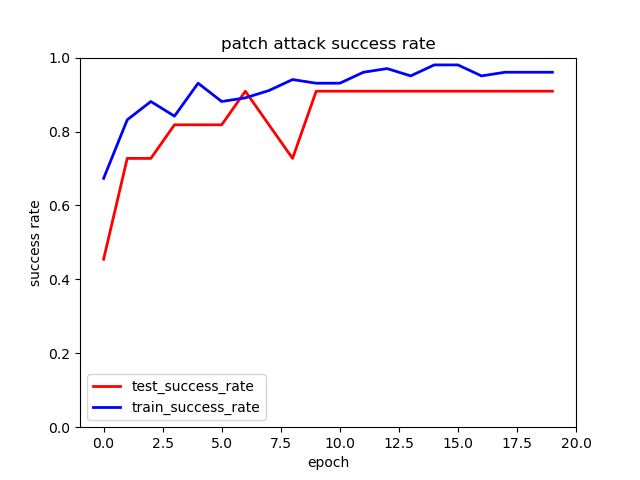 patch attack success rate
1.0
0.8
0.6
0.4
0.2
0.0
success rate
test_success_rate
train_success_rate
0.0 2.5 5.0 7.5 10.0 12.5 15.0 17.5 20.0
epoch